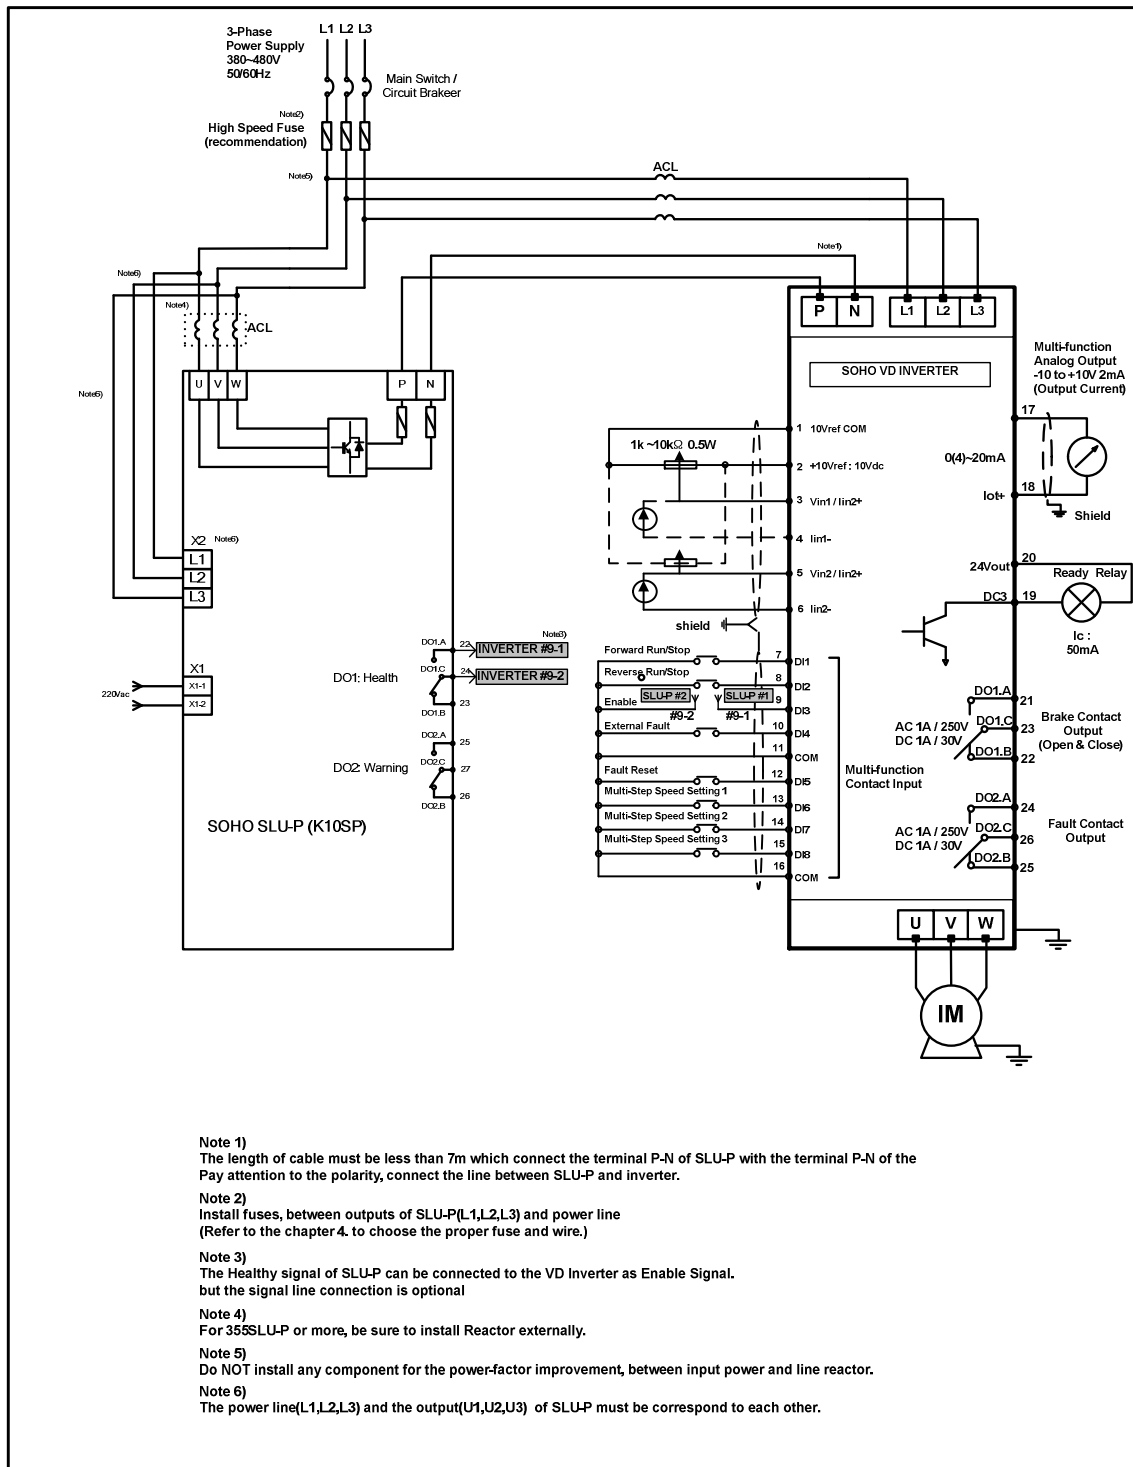 3-Phase
Power Supply
380~480V
50/60Hz
L1 L2 L3
Main Switch /
Circuit Brakeer
Note2)
High Speed Fuse
(recommendation)
Note5)
ACL
Note1)
Note6)
Note4)
ACL
Note6)
U V W
P N
P N
L1 L2 L3
SOHO VD INVERTER
Multi-function
Analog Output
-10 to +10V 2mA
(Output Current)
17
0(4)~20mA
18
Iot+
Shield
1 10Vref COM
1k ~10kΩ 0.5W
2 +10Vref : 10Vdc
3 Vin1 / Iin2+
4 Iin1-
5 Vin2 / Iin2+
6 Iin2-
shield
20
24Vout
Ready Relay
DC3
19
Ic :
50mA
X2 Note6)
L1
L2
L3
X1
X1-1
X1-2
220Vac
DO1: Health
DO1.A
22
Note3)
INVERTER #9-1
DO1.C
24
INVERTER #9-2
DO1.B
23
DO2: Warning
DO2.A
25
DO2.C
27
DO2.B
26
SOHO SLU-P (K10SP)
Forward Run/Stop
7 DI1
Reverse Run/Stop
8 DI2
Enable
SLU-P #2
SLU-P #1
#9-2
#9-1
9 DI3
External Fault
10 DI4
11 COM
Fault Reset
12 DI5
Multi-Step Speed Setting 1
13 DI6
Multi-Step Speed Setting 2
14 DI7
Multi-Step Speed Setting 3
15 DI8
16 COM
Multi-function
Contact Input
DO1.A
21
AC 1A / 250V
DC 1A / 30V
DO1.C
23
DO1.B
22
Brake Contact
Output
(Open & Close)
DO2.A
24
AC 1A / 250V
DC 1A / 30V
DO2.C
26
DO2.B
25
Fault Contact
Output
U V W
IM
Note 1)
The length of cable must be less than 7m which connect the terminal P-N of SLU-P with the terminal P-N of the
Pay attention to the polarity, connect the line between SLU-P and inverter.
Note 2)
Install fuses, between outputs of SLU-P(L1,L2,L3) and power line
(Refer to the chapter 4. to choose the proper fuse and wire.)
Note 3)
The Healthy signal of SLU-P can be connected to the VD Inverter as Enable Signal.
but the signal line connection is optional
Note 4)
For 355SLU-P or more, be sure to install Reactor externally.
Note 5)
Do NOT install any component for the power-factor improvement, between input power and line reactor.
Note 6)
The power line(L1,L2,L3) and the output(U1,U2,U3) of SLU-P must be correspond to each other.